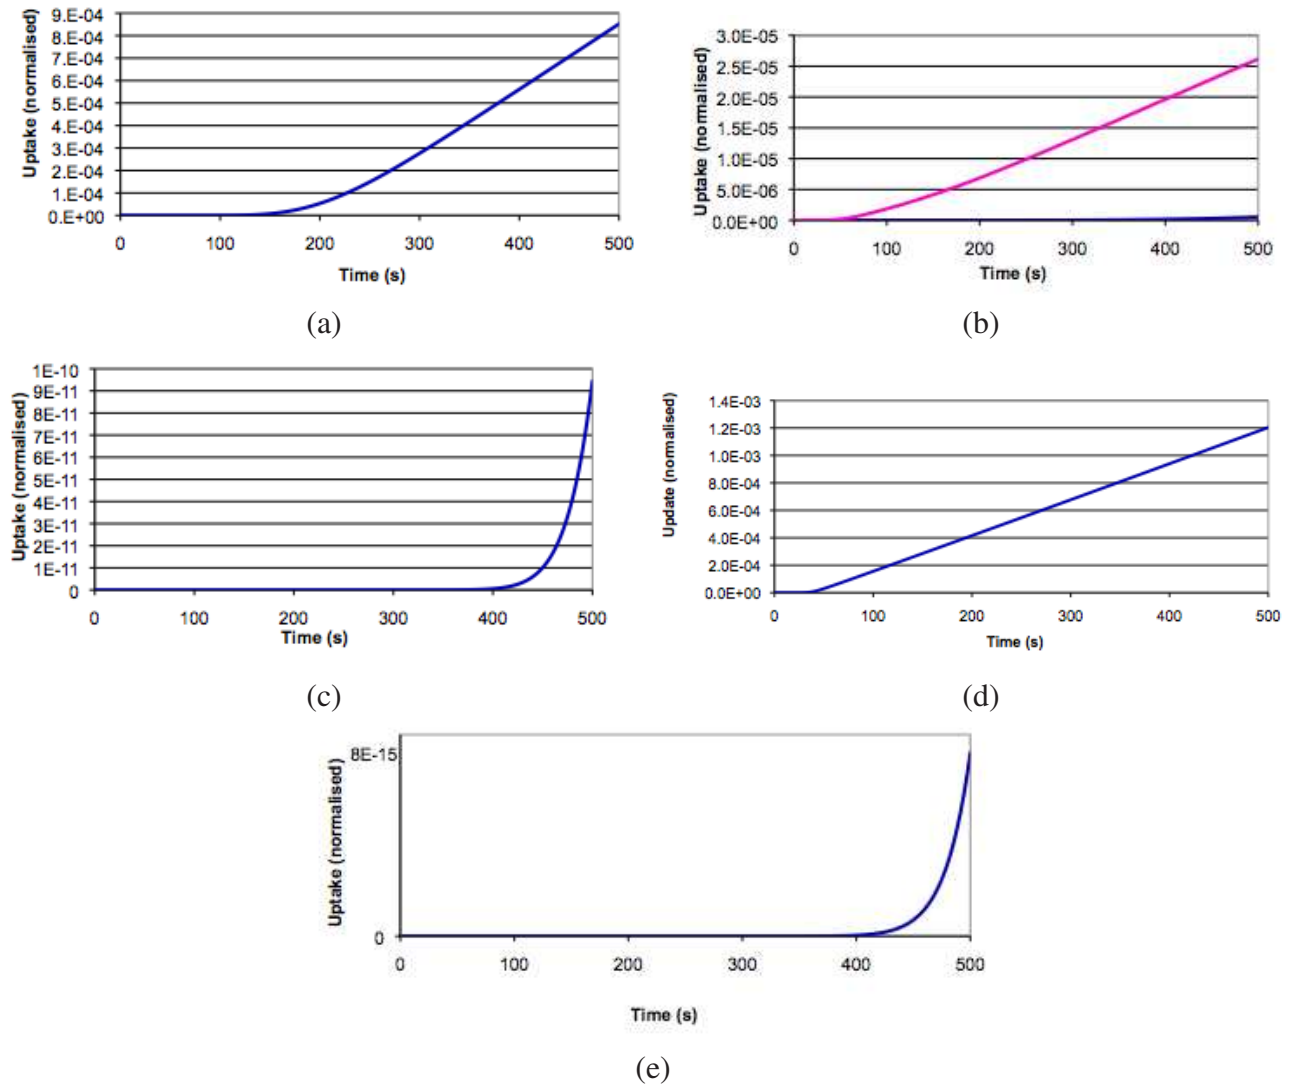 9.E-04
8.E-04
7.E-04
6.E-04
5.E-04
4.E-04
3.E-04
2.E-04
1.E-04
0.E+00
Uptake (normalised)
0 100 200 300 400 500
Time (s)
(a)
3.0E-05
2.5E-05
2.0E-05
1.5E-05
1.0E-05
5.0E-06
0.0E+00
Uptake (normalised)
0 100 200 300 400 500
Time (s)
(b)
1E-10
9E-11
8E-11
7E-11
6E-11
5E-11
4E-11
3E-11
2E-11
1E-11
0
Uptake (normalised)
0 100 200 300 400 500
Time (s)
(c)
1.4E-03
1.2E-03
1.0E-03
8.0E-04
6.0E-04
4.0E-04
2.0E-04
0.0E+00
Update (normalised)
0 100 200 300 400 500
Time (s)
(d)
8E-15
0
Uptake (normalised)
0 100 200 300 400 500
Time (s)
(e)